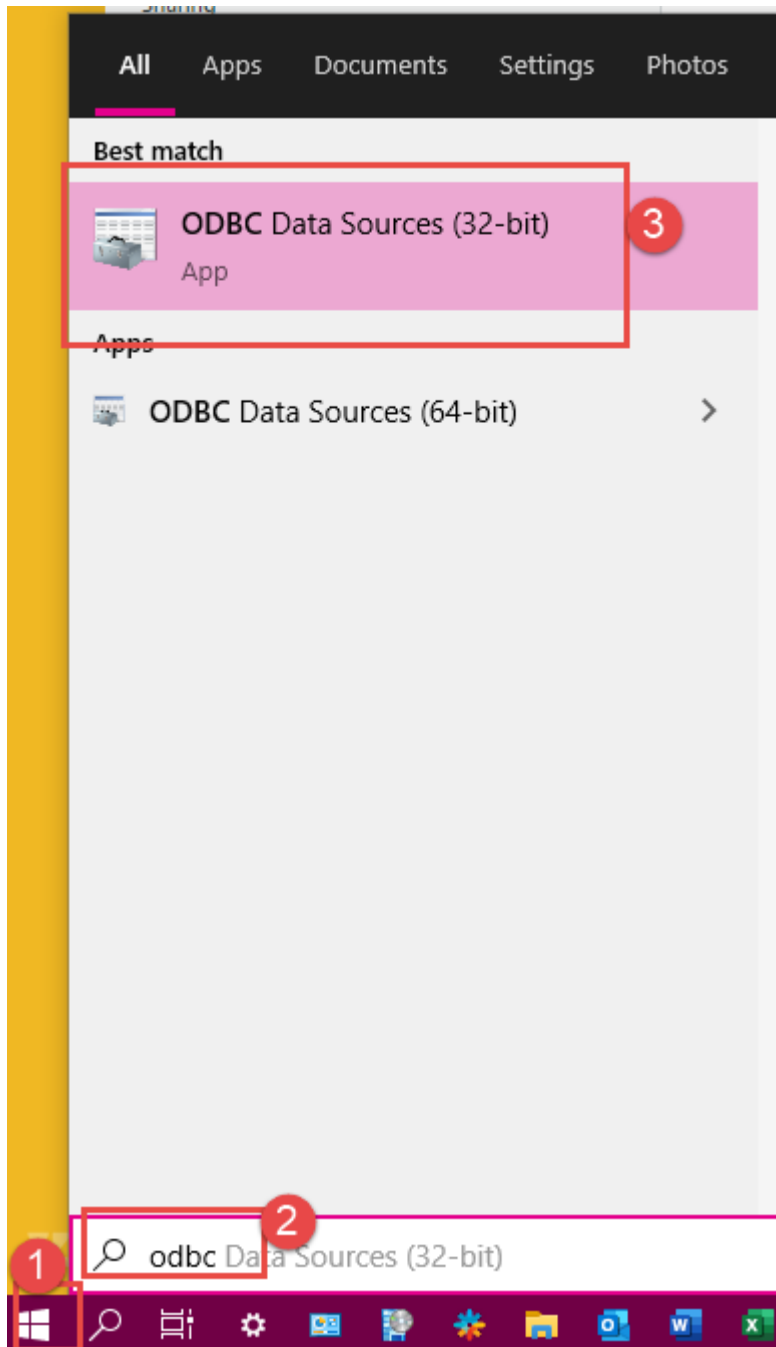 All Apps Documents Settings Photos
Best match
ODBC Data Sources (32-bit)
3
App
Apps
ODBC Data Sources (64-bit)
2
odbc Data Sources (32-bit)
1